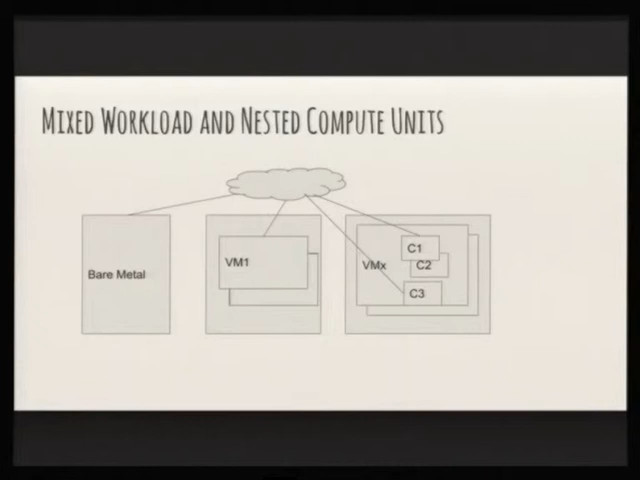 Mixed Workload and Nested Compute Units
Bare Metal
VM1
VMx
C1
C2
C3